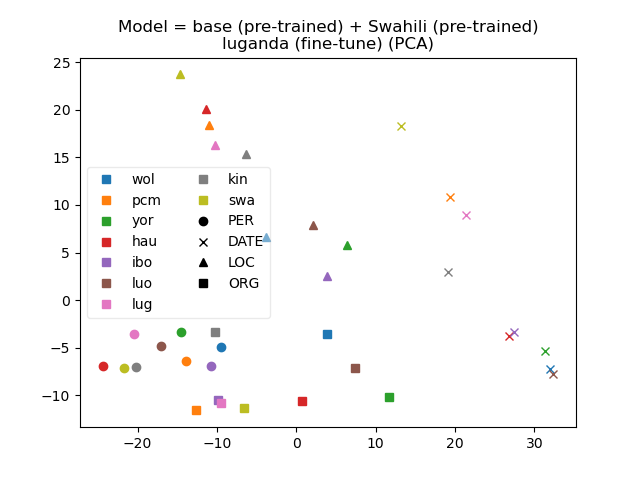 Model = base (pre-trained) + Swahili (pre-trained)
luganda (fine-tune) (PCA)
25
20
15
10
5
0
−5
−10
wol
pcm
yor
hau
ibo
luo
lug
kin
swa
PER
DATE
LOC
ORG
−20
−10
0
10
20
30